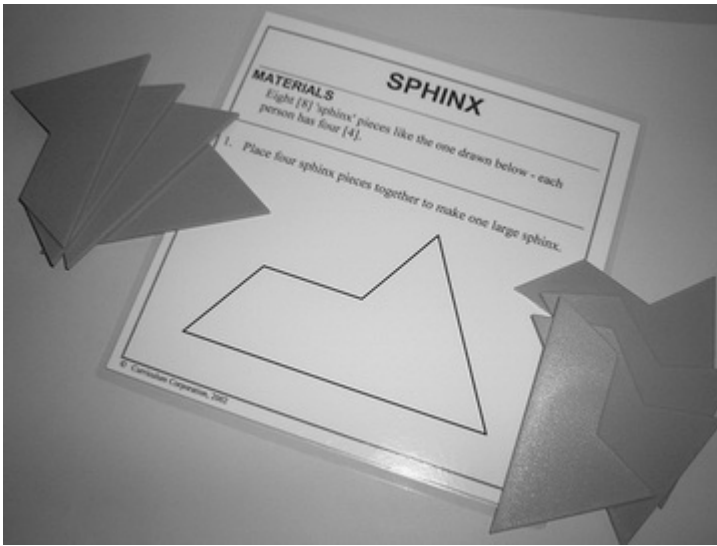 SPHINX
MATERIALS
Eight [8] 'sphinx' pieces like the one drawn below - each
person has four [4].
1. Place four sphinx pieces together to make one large sphinx.
© Curriculum Corporation, 2002